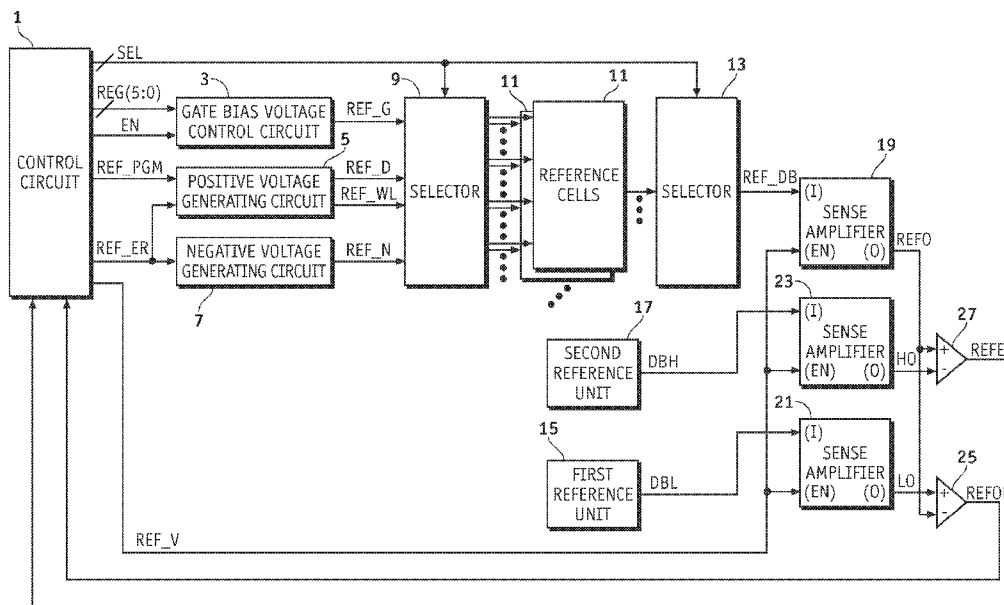 1
SEL
REG(5:0)
EN
REF_PGM
REF_ER
CONTROL
CIRCUIT
3
GATE BIAS VOLTAGE
CONTROL CIRCUIT
REF_G
5
POSITIVE VOLTAGE
GENERATING CIRCUIT
REF_D
REF_WL
NEGATIVE VOLTAGE
GENERATING CIRCUIT
REF_N
7
9
SELECTOR
11
11
REFERENCE
CELLS
13
SELECTOR
REF_DB
19
(I)
SENSE
AMPLIFIER
(EN) (O)
REFO
17
SECOND
REFERENCE
UNIT
DBH
23
(I)
SENSE
AMPLIFIER
(EN) (O)
HO
27
+
-
REFE
15
FIRST
REFERENCE
UNIT
DBL
21
(I)
SENSE
AMPLIFIER
(EN) (O)
LO
25
+
-
REF_V